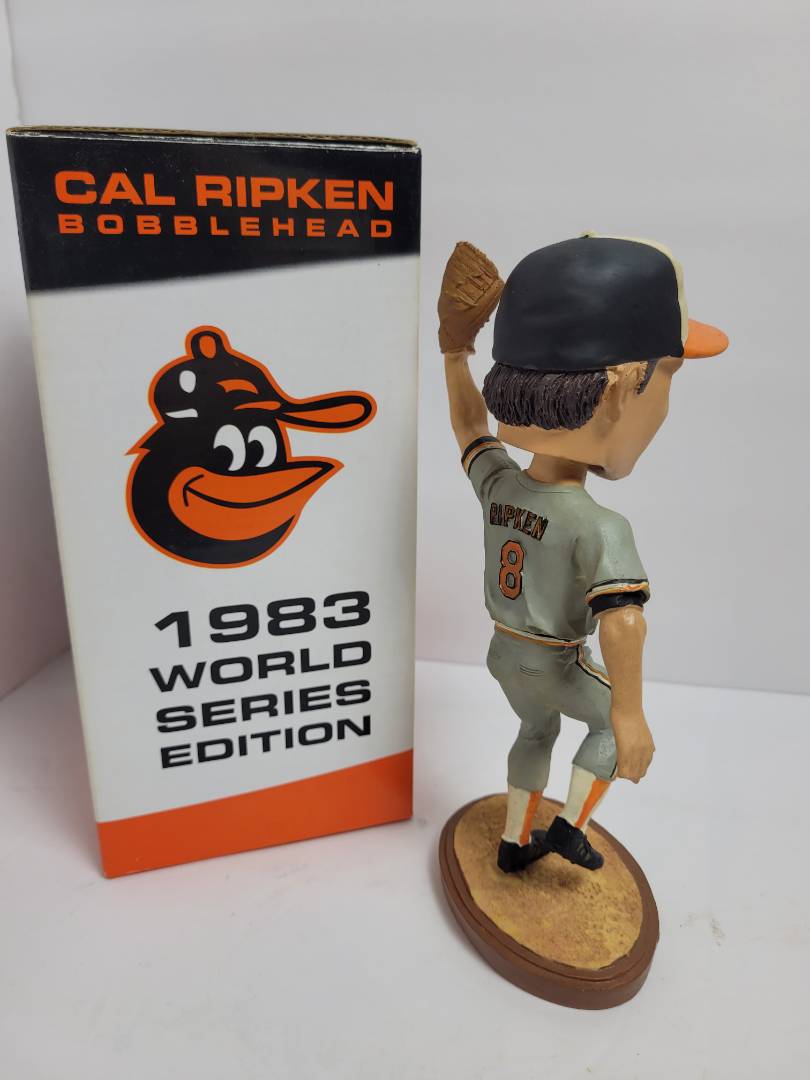 CAL RIPKEN
BOBBLEHEAD
1983
WORLD
SERIES
EDITION
RIPKEN
8